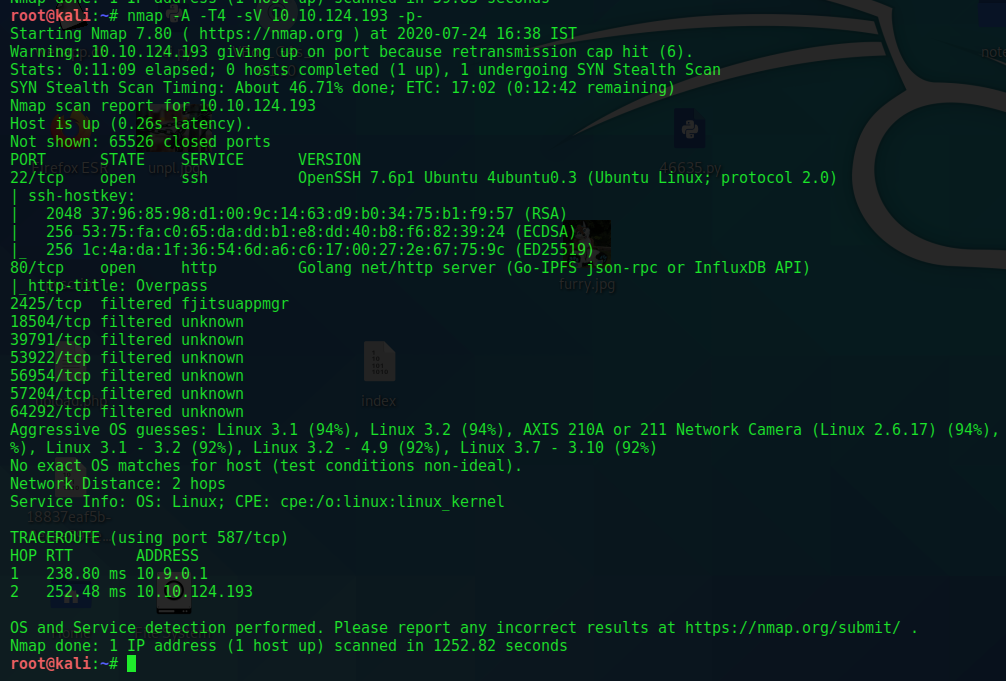 Nmap done: 1 IP address (1 host up) scanned in 59.65 seconds
root@kali:~# nmap -A -T4 -sV 10.10.124.193 -p-
Starting Nmap 7.80 ( https://nmap.org ) at 2020-07-24 16:38 IST
Warning: 10.10.124.193 giving up on port because retransmission cap hit (6).
Stats: 0:11:09 elapsed; 0 hosts completed (1 up), 1 undergoing SYN Stealth Scan
SYN Stealth Scan Timing: About 46.71% done; ETC: 17:02 (0:12:42 remaining)
Nmap scan report for 10.10.124.193
Host is up (0.26s latency).
Not shown: 65526 closed ports
PORT      STATE    SERVICE      VERSION
22/tcp    open     ssh          OpenSSH 7.6p1 Ubuntu 4ubuntu0.3 (Ubuntu Linux; protocol 2.0)
| ssh-hostkey:
|   2048 37:96:85:98:d1:00:9c:14:63:d9:b0:34:75:b1:f9:57 (RSA)
|   256 53:75:fa:c0:65:da:dd:b1:e8:dd:40:b8:f6:82:39:24 (ECDSA)
|_  256 1c:4a:da:1f:36:54:6d:a6:c6:17:00:27:2e:67:75:9c (ED25519)
80/tcp    open     http         Golang net/http server (Go-IPFS json-rpc or InfluxDB API)
|_http-title: Overpass
2425/tcp  filtered fjitsuappmgr
18504/tcp filtered unknown
39791/tcp filtered unknown
53922/tcp filtered unknown
56954/tcp filtered unknown
57204/tcp filtered unknown
64292/tcp filtered unknown
Aggressive OS guesses: Linux 3.1 (94%), Linux 3.2 (94%), AXIS 210A or 211 Network Camera (Linux 2.6.17) (94%),
%), Linux 3.1 - 3.2 (92%), Linux 3.2 - 4.9 (92%), Linux 3.7 - 3.10 (92%)
No exact OS matches for host (test conditions non-ideal).
Network Distance: 2 hops
Service Info: OS: Linux; CPE: cpe:/o:linux:linux_kernel
TRACEROUTE (using port 587/tcp)
HOP RTT       ADDRESS
1   238.80 ms 10.9.0.1
2   252.48 ms 10.10.124.193
OS and Service detection performed. Please report any incorrect results at https://nmap.org/submit/ .
Nmap done: 1 IP address (1 host up) scanned in 1252.82 seconds
root@kali:~#
note
46635.py
furry.jpg
index
18837eaf5b-